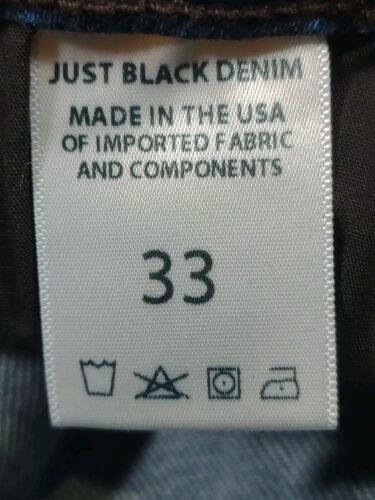 JUST BLACK DENIM
MADE IN THE USA
OF IMPORTED FABRIC
AND COMPONENTS
33